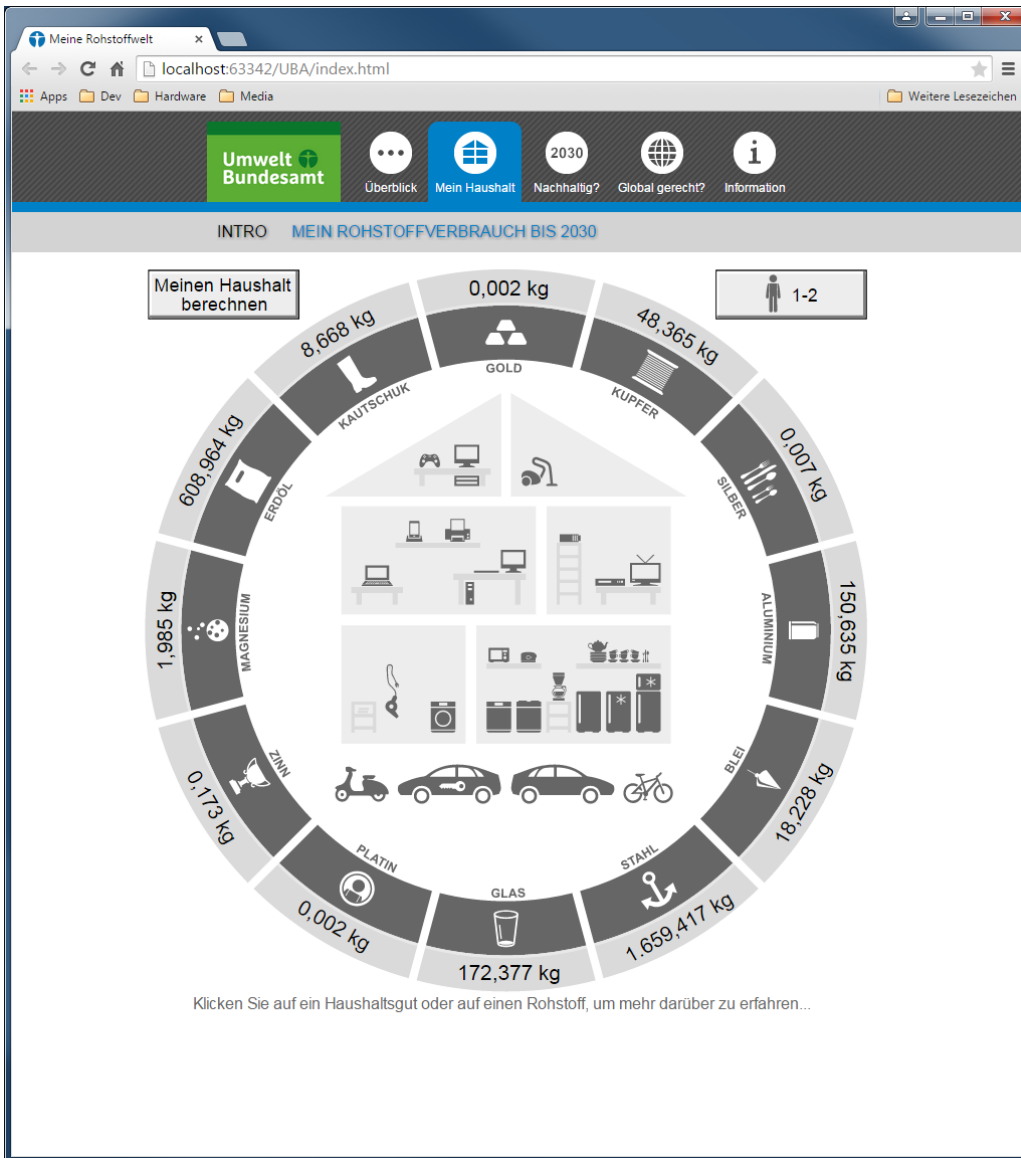 Meine Rohstoffwelt
localhost:63342/UBA/index.html
Apps Dev Hardware Media Weitere Lesezeichen
Umwelt
Bundesamt
2030
Überblick Mein Haushalt Nachhaltig? Global gerecht? Information
INTRO MEIN ROHSTOFFVERBRAUCH BIS 2030
Meinen Haushalt
berechnen
1-2
0,002 kg
GOLD
48,365 kg
KUPFER
0,007 kg
SILBER
150,635 kg
ALUMINIUM
18,228 kg
BLEI
1.659,417 kg
STAHL
172,377 kg
GLAS
0,002 kg
PLATIN
0,173 kg
ZINN
1,985 kg
MAGNESIUM
608,964 kg
ERDÖL
8,668 kg
KAUTSCHUK
Klicken Sie auf ein Haushaltsgut oder auf einen Rohstoff, um mehr darüber zu erfahren...